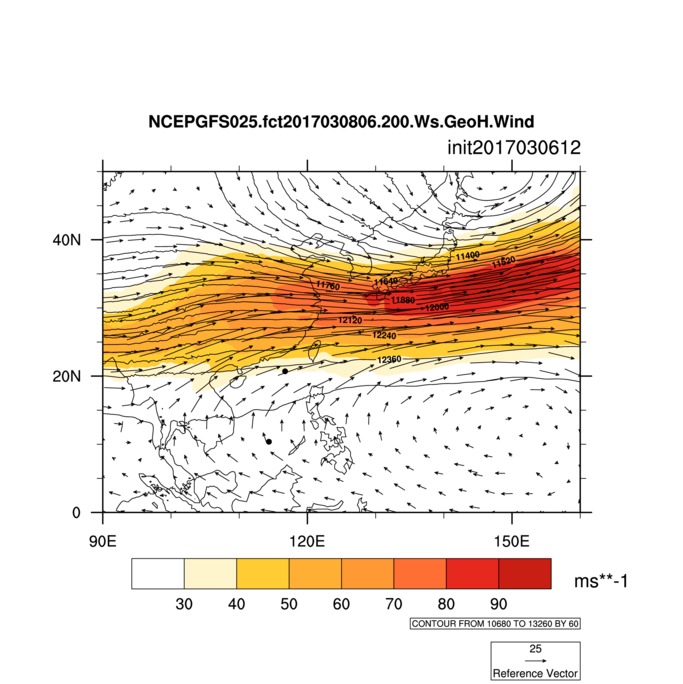 NCEPGFS025.fct2017030806.200.Ws.GeoH.Wind
init2017030612
40N
20N
0
11400
11520
11760
11640
11880
12000
12120
12240
12360
90E 120E 150E
30 40 50 60 70 80 90
ms**-1
CONTOUR FROM 10680 TO 13260 BY 60
25
Reference Vector